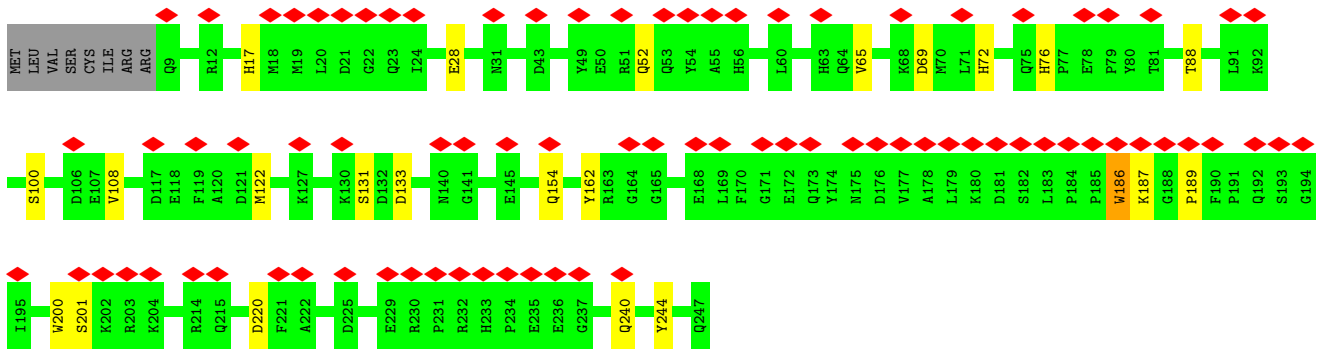 MET LEU VAL SER CYS ILE ARG ARG Q9 R12 H17 M18 M19 L20 D21 G22 Q23 I24 E28 N31 D43 Y49 E50 R51 Q52 Q53 Y54 A55 H56 L60 H63 Q64 V65 K68 D69 M70 L71 H72 Q75 H76 P77 E78 P79 Y80 T81 T88 L91 K92
S100 D106 E107 V108 D117 E118 F119 A120 D121 M122 K127 K130 S131 D132 D133 N140 G141 E145 Q154 Y162 R163 G164 G165 E168 L169 F170 G171 E172 Q173 Y174 N175 D176 V177 A178 L179 K180 D181 S182 L183 P184 P185 W186 K187 G188 P189 F190 P191 Q192 S193 G194
I195 W200 S201 K202 R203 K204 R214 Q215 D220 F221 A222 D225 E229 R230 P231 R232 H233 P234 E235 E236 G237 Q240 Y244 Q247